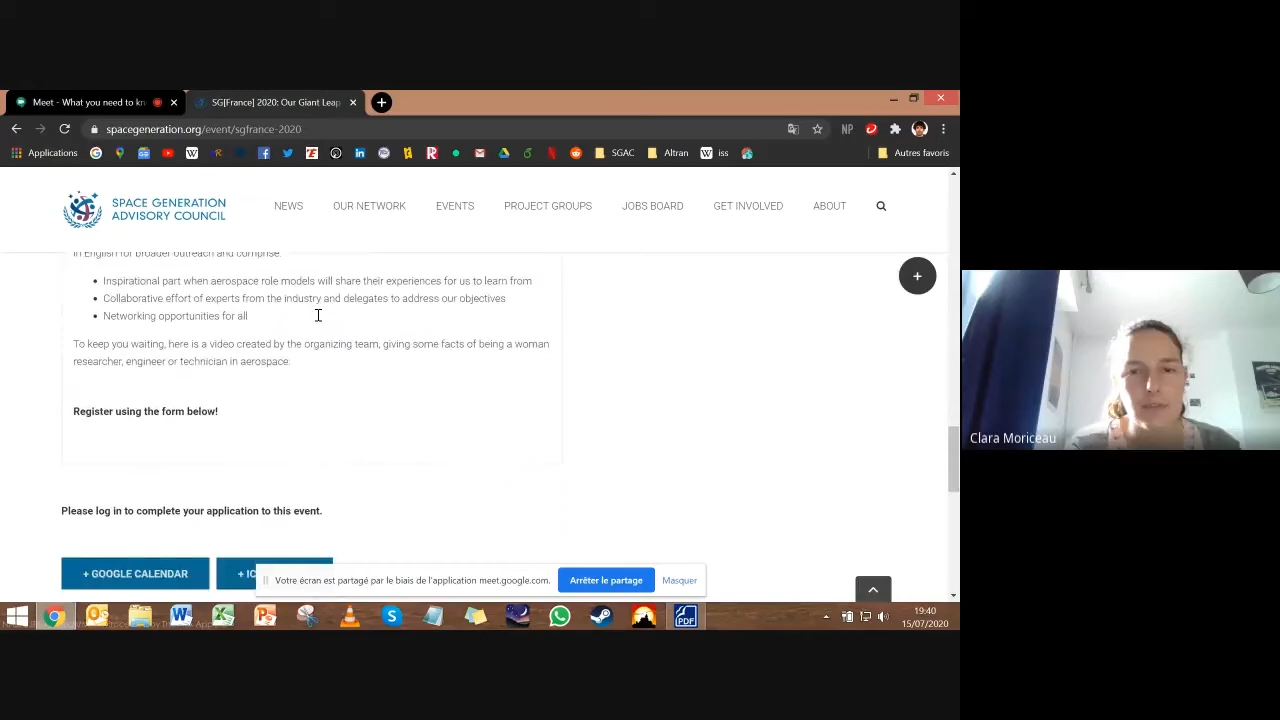 Meet - What you need to kn
SG[France] 2020: Our Giant Leap
spacegeneration.org/event/sgfrance-2020
NP
Applications
SGAC
Altran
iss
Autres favoris
SPACE GENERATION
ADVISORY COUNCIL
NEWS
OUR NETWORK
EVENTS
PROJECT GROUPS
JOBS BOARD
GET INVOLVED
ABOUT
in English for broader outreach and comprise:
Inspirational part when aerospace role models will share their experiences for us to learn from
Collaborative effort of experts from the industry and delegates to address our objectives
Networking opportunities for all
To keep you waiting, here is a video created by the organizing team, giving some facts of being a woman
researcher, engineer or technician in aerospace:
Register using the form below!
Clara Moriceau
Please log in to complete your application to this event.
+ GOOGLE CALENDAR
+ IC
Votre écran est partagé par le biais de l'application meet.google.com.
Arrêter le partage
Masquer
PDF
19:40
15/07/2020